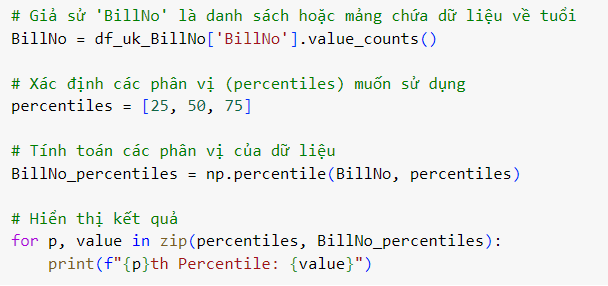 # Giả sử 'BillNo' là danh sách hoặc mảng chứa dữ liệu về tuổi
BillNo = df_uk_BillNo['BillNo'].value_counts()
# Xác định các phân vị (percentiles) muốn sử dụng
percentiles = [25, 50, 75]
# Tính toán các phân vị của dữ liệu
BillNo_percentiles = np.percentile(BillNo, percentiles)
# Hiển thị kết quả
for p, value in zip(percentiles, BillNo_percentiles):
    print(f"{p}th Percentile: {value}")